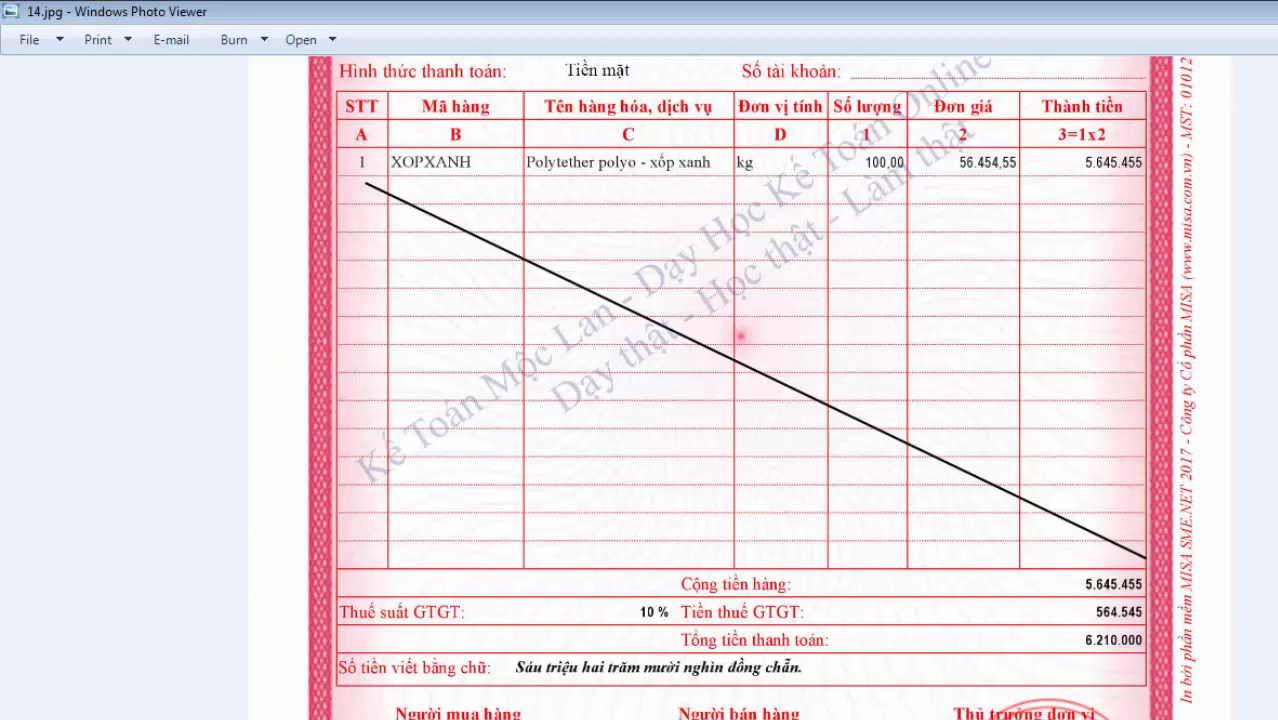 14.jpg - Windows Photo Viewer
File Print E-mail Burn Open
Hình thức thanh toán: Tiền mặt Số tài khoản:
STT Mã hàng Tên hàng hóa, dịch vụ Đơn vị tính Số lượng Đơn giá Thành tiền
A B C D 1 2 3=1x2
1 XOPXANH Polytether polyo - xốp xanh kg 100,00 56.454,55 5.645.455
Kế Toán Mộc Lan - Dạy Học Kế Toán Online
Dạy thật - Học thật - Làm thật
Cộng tiền hàng: 5.645.455
Thuế suất GTGT: 10 % Tiền thuế GTGT: 564.545
Tổng tiền thanh toán: 6.210.000
Số tiền viết bằng chữ: Sáu triệu hai trăm mười nghìn đồng chẵn.
Người mua hàng Người bán hàng Thủ trưởng đơn vị
In bởi phần mềm MISA SME.NET 2017 - Công ty Cổ phần MISA (www.misa.com.vn) - MST: 01012